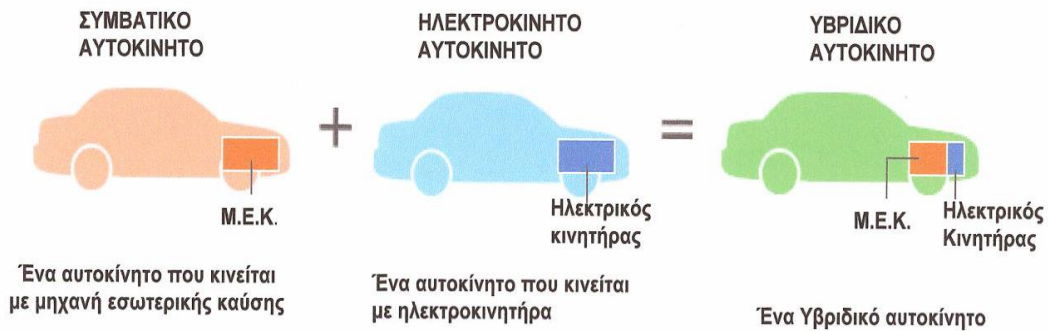 ΣΥΜΒΑΤΙΚΟ
ΑΥΤΟΚΙΝΗΤΟ
ΗΛΕΚΤΡΟΚΙΝΗΤΟ
ΑΥΤΟΚΙΝΗΤΟ
ΥΒΡΙΔΙΚΟ
ΑΥΤΟΚΙΝΗΤΟ
+
=
Μ.Ε.Κ.
Ηλεκτρικός
κινητήρας
Μ.Ε.Κ.
Ηλεκτρικός
Κινητήρας
Ένα αυτοκίνητο που κινείται
με μηχανή εσωτερικής καύσης
Ένα αυτοκίνητο που κινείται
με ηλεκτροκινητήρα
Ένα Υβριδικό αυτοκίνητο